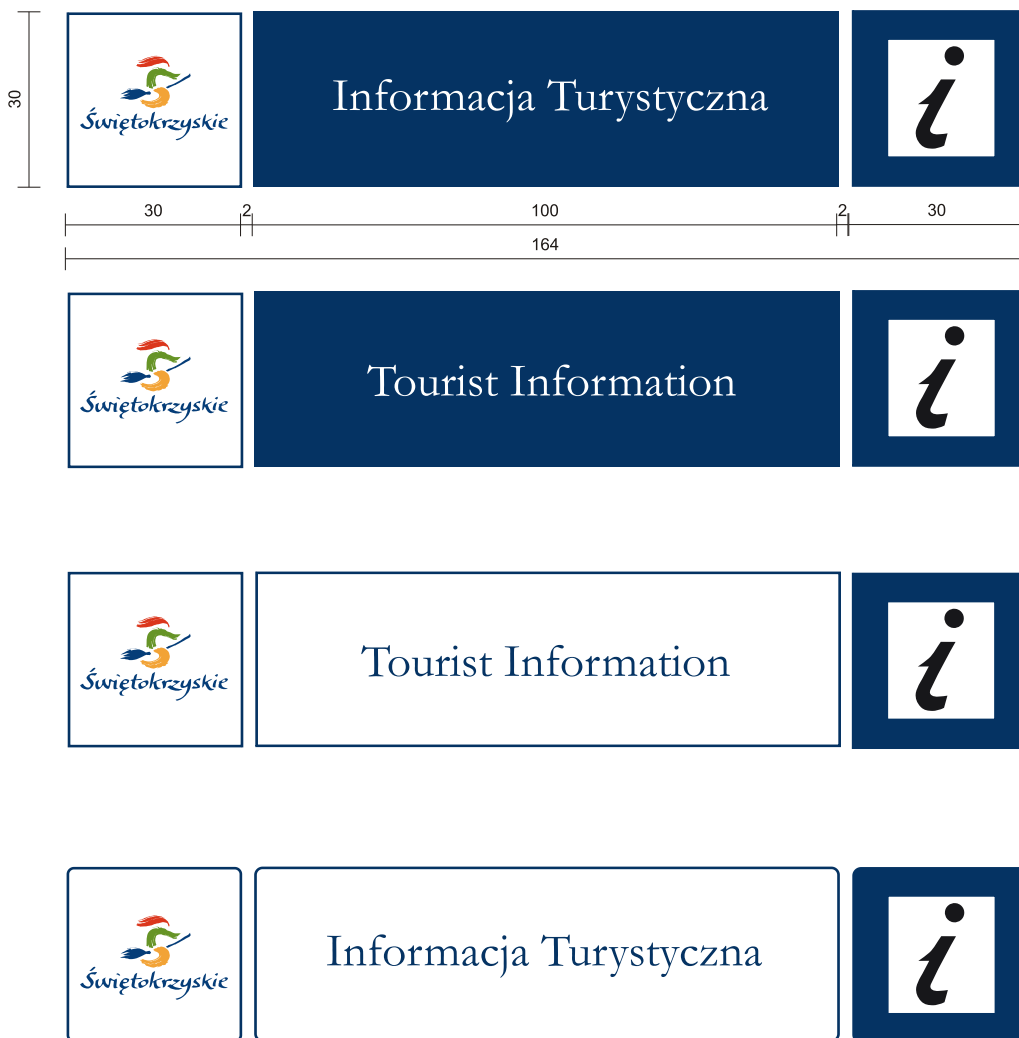 30
Świętokrzyskie
Informacja Turystyczna
i
30 2 100 2 30
164
Świętokrzyskie
Tourist Information
i
Świętokrzyskie
Tourist Information
i
Świętokrzyskie
Informacja Turystyczna
i